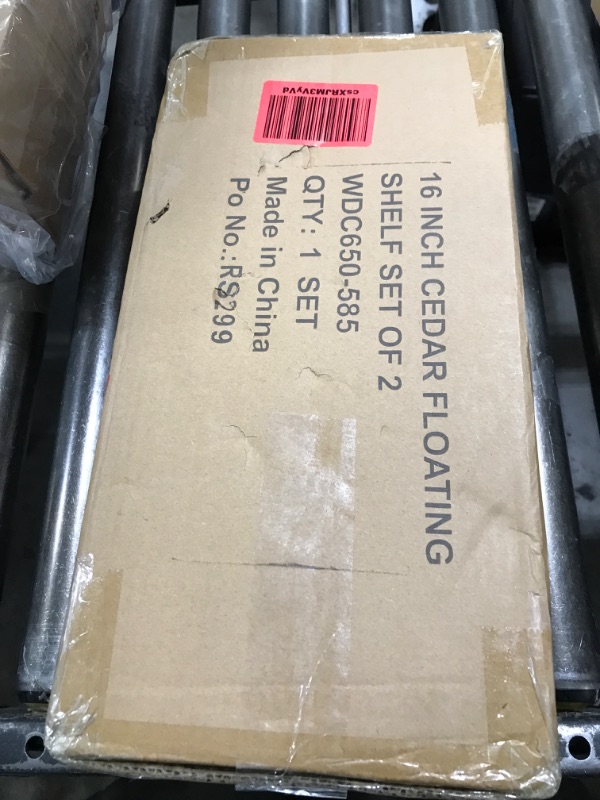 csXRJM3VyVd
16 INCH CEDAR FLOATING
SHELF SET OF 2
WDC650-585
QTY: 1 SET
Made in China
Po No.:RS299